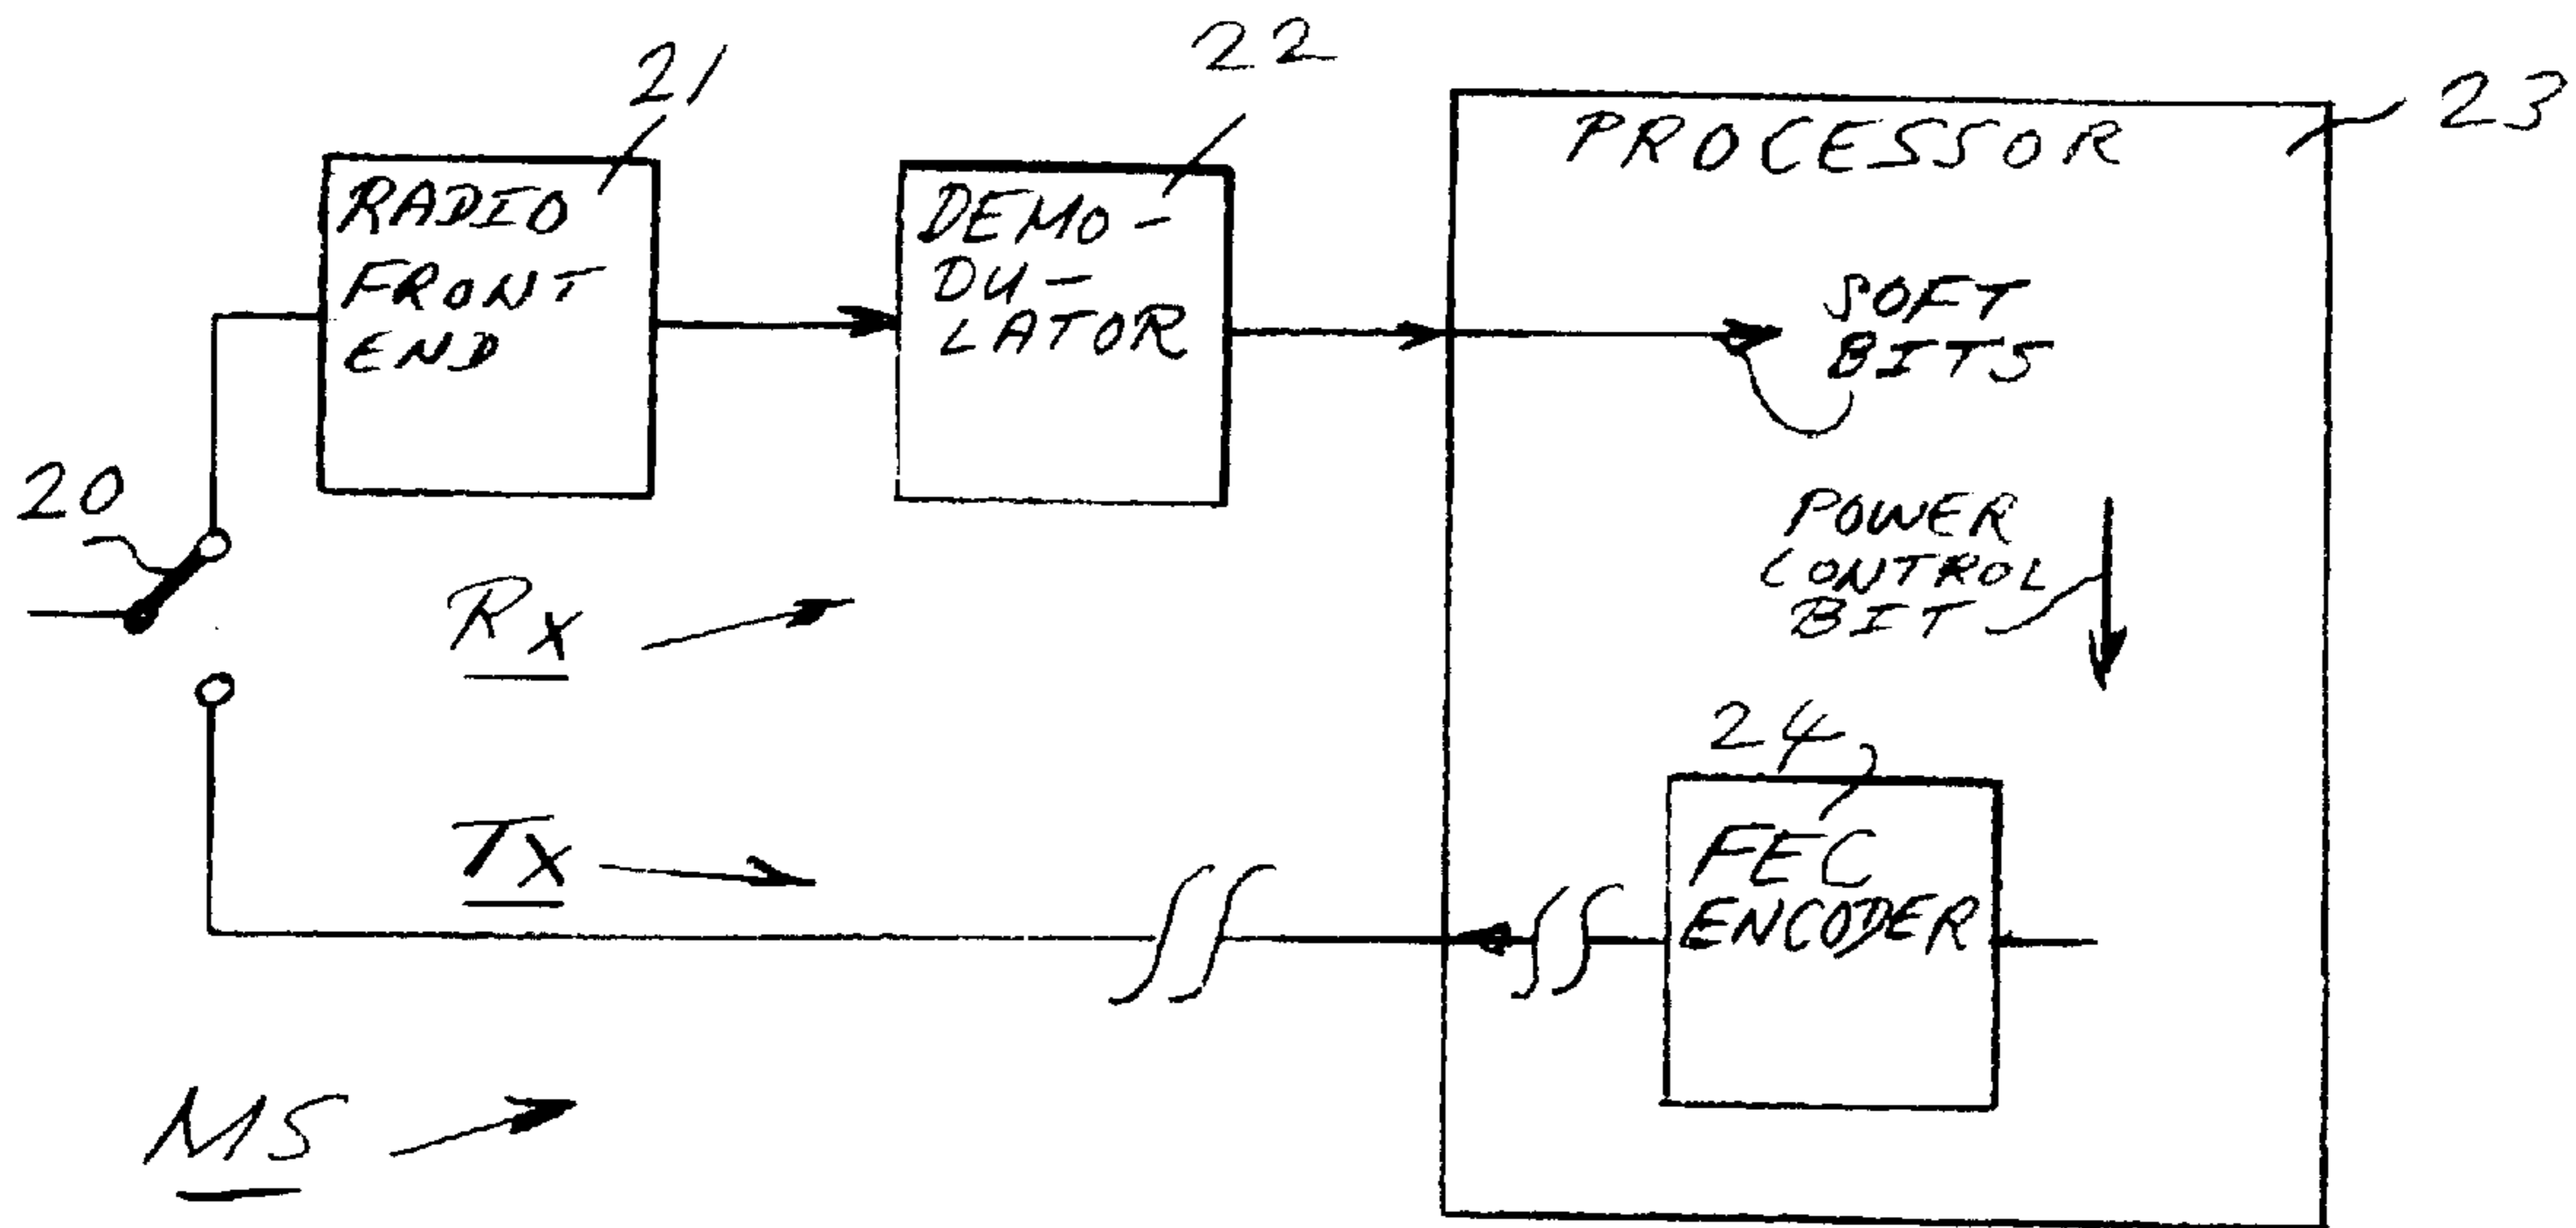 21
22
23
PROCESSOR
RADIO
FRONT
END
DEMO-
DU-
LATOR
SOFT
BITS
20
POWER
CONTROL
BIT
Rx
24
FEC
ENCODER
Tx
MS